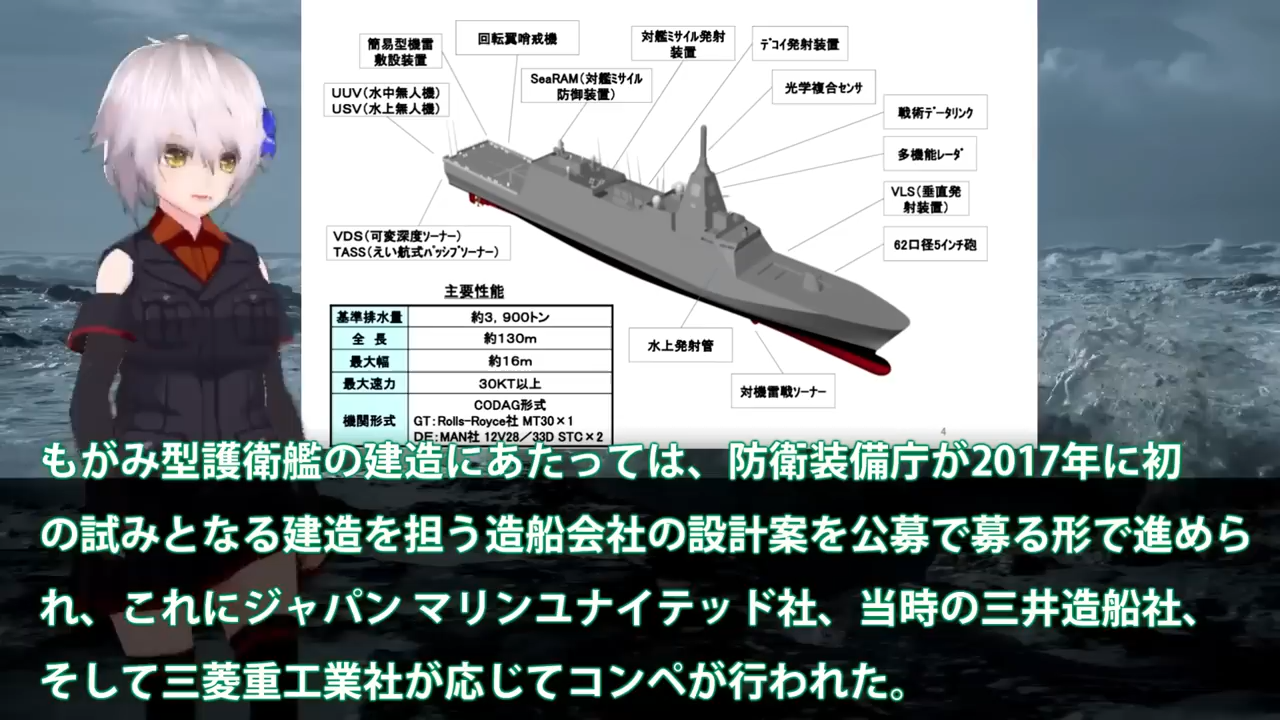 簡易型機雷
敷設装置
回転翼哨戒機
対艦ﾐｻｲﾙ発射
装置
ﾃﾞｺｲ発射装置
UUV(水中無人機)
USV(水上無人機)
SeaRAM(対艦ﾐｻｲﾙ
防御装置)
光学複合ｾﾝｻ
戦術ﾃﾞｰﾀﾘﾝｸ
多機能ﾚｰﾀﾞ
VLS(垂直発
射装置)
62口径5ｲﾝﾁ砲
VDS(可変深度ｿｰﾅｰ)
TASS(えい航式ﾊﾟｯｼﾌﾞｿｰﾅｰ)
水上発射管
対機雷戦ｿｰﾅｰ
主要性能
基準排水量 約3，900トン
全 長 約130m
最大幅 約16m
最大速力 30KT以上
機関形式 CODAG形式
GT：Rolls-Royce社 MT30×1
DE：MAN社 12V28／33D STC×2
4
もがみ型護衛艦の建造にあたっては、防衛装備庁が2017年に初
の試みとなる建造を担う造船会社の設計案を公募で募る形で進めら
れ、これにジャパン マリンユナイテッド社、当時の三井造船社、
そして三菱重工業社が応じてコンペが行われた。